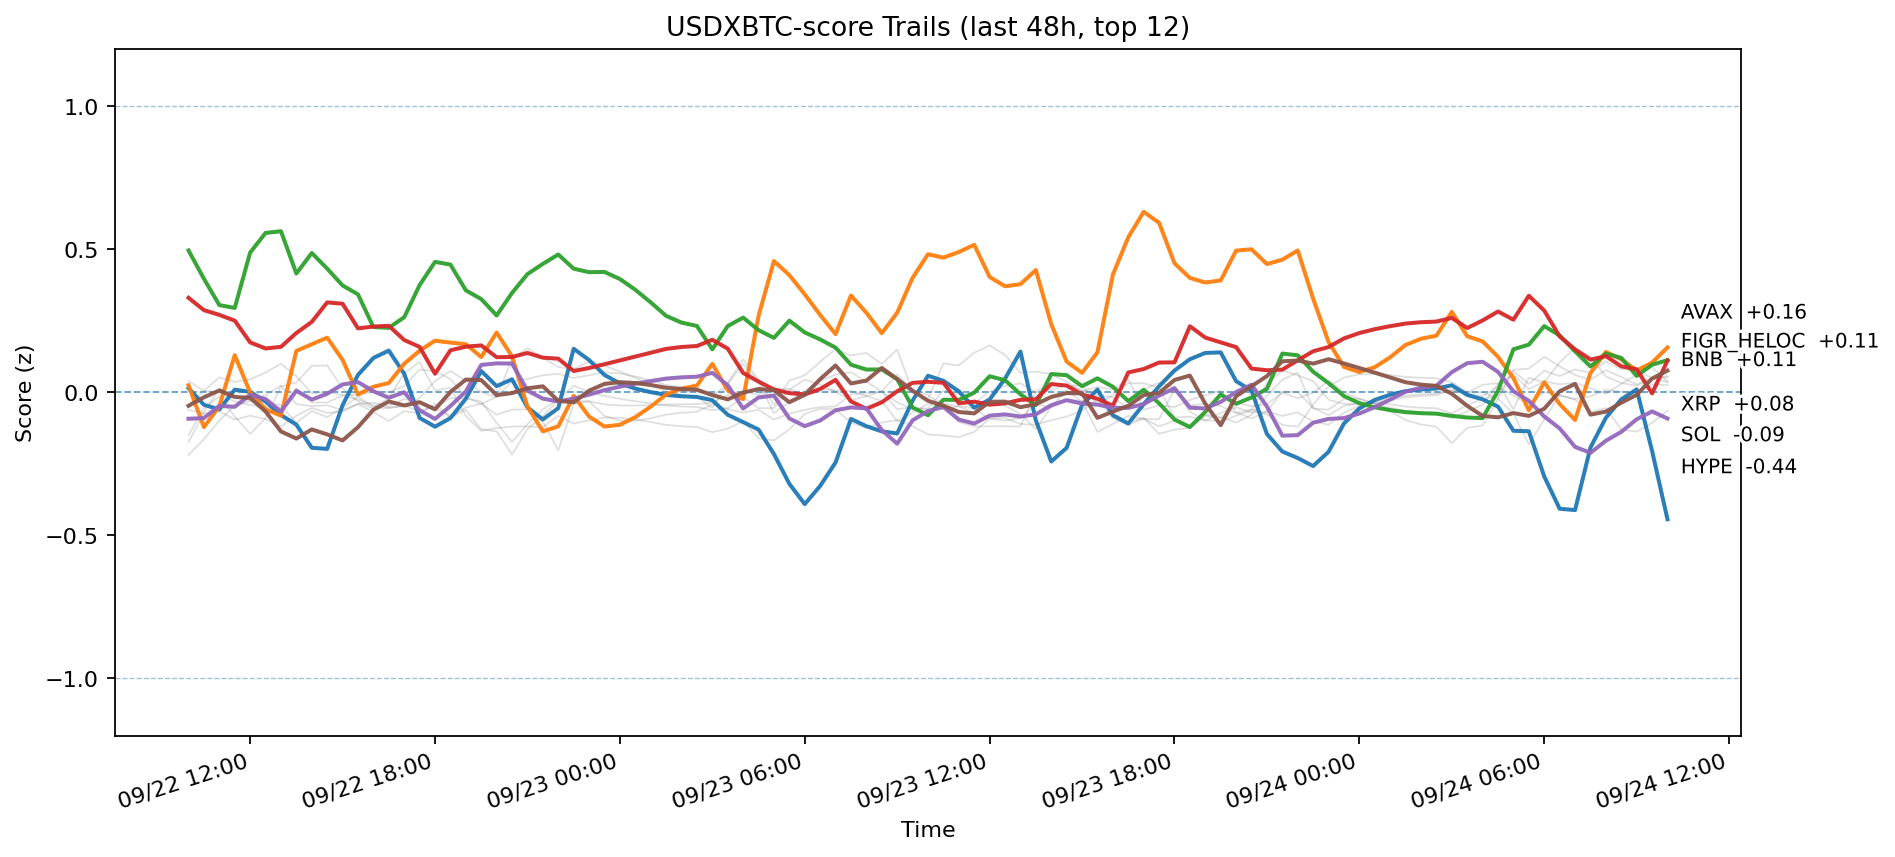 USDXBTC-score Trails (last 48h, top 12)
Score (z)
1.0
0.5
0.0
−0.5
−1.0
AVAX +0.16
FIGR_HELOC +0.11
BNB +0.11
XRP +0.08
SOL -0.09
HYPE -0.44
09/22 12:00
09/22 18:00
09/23 00:00
09/23 06:00
09/23 12:00
09/23 18:00
09/24 00:00
09/24 06:00
09/24 12:00
Time